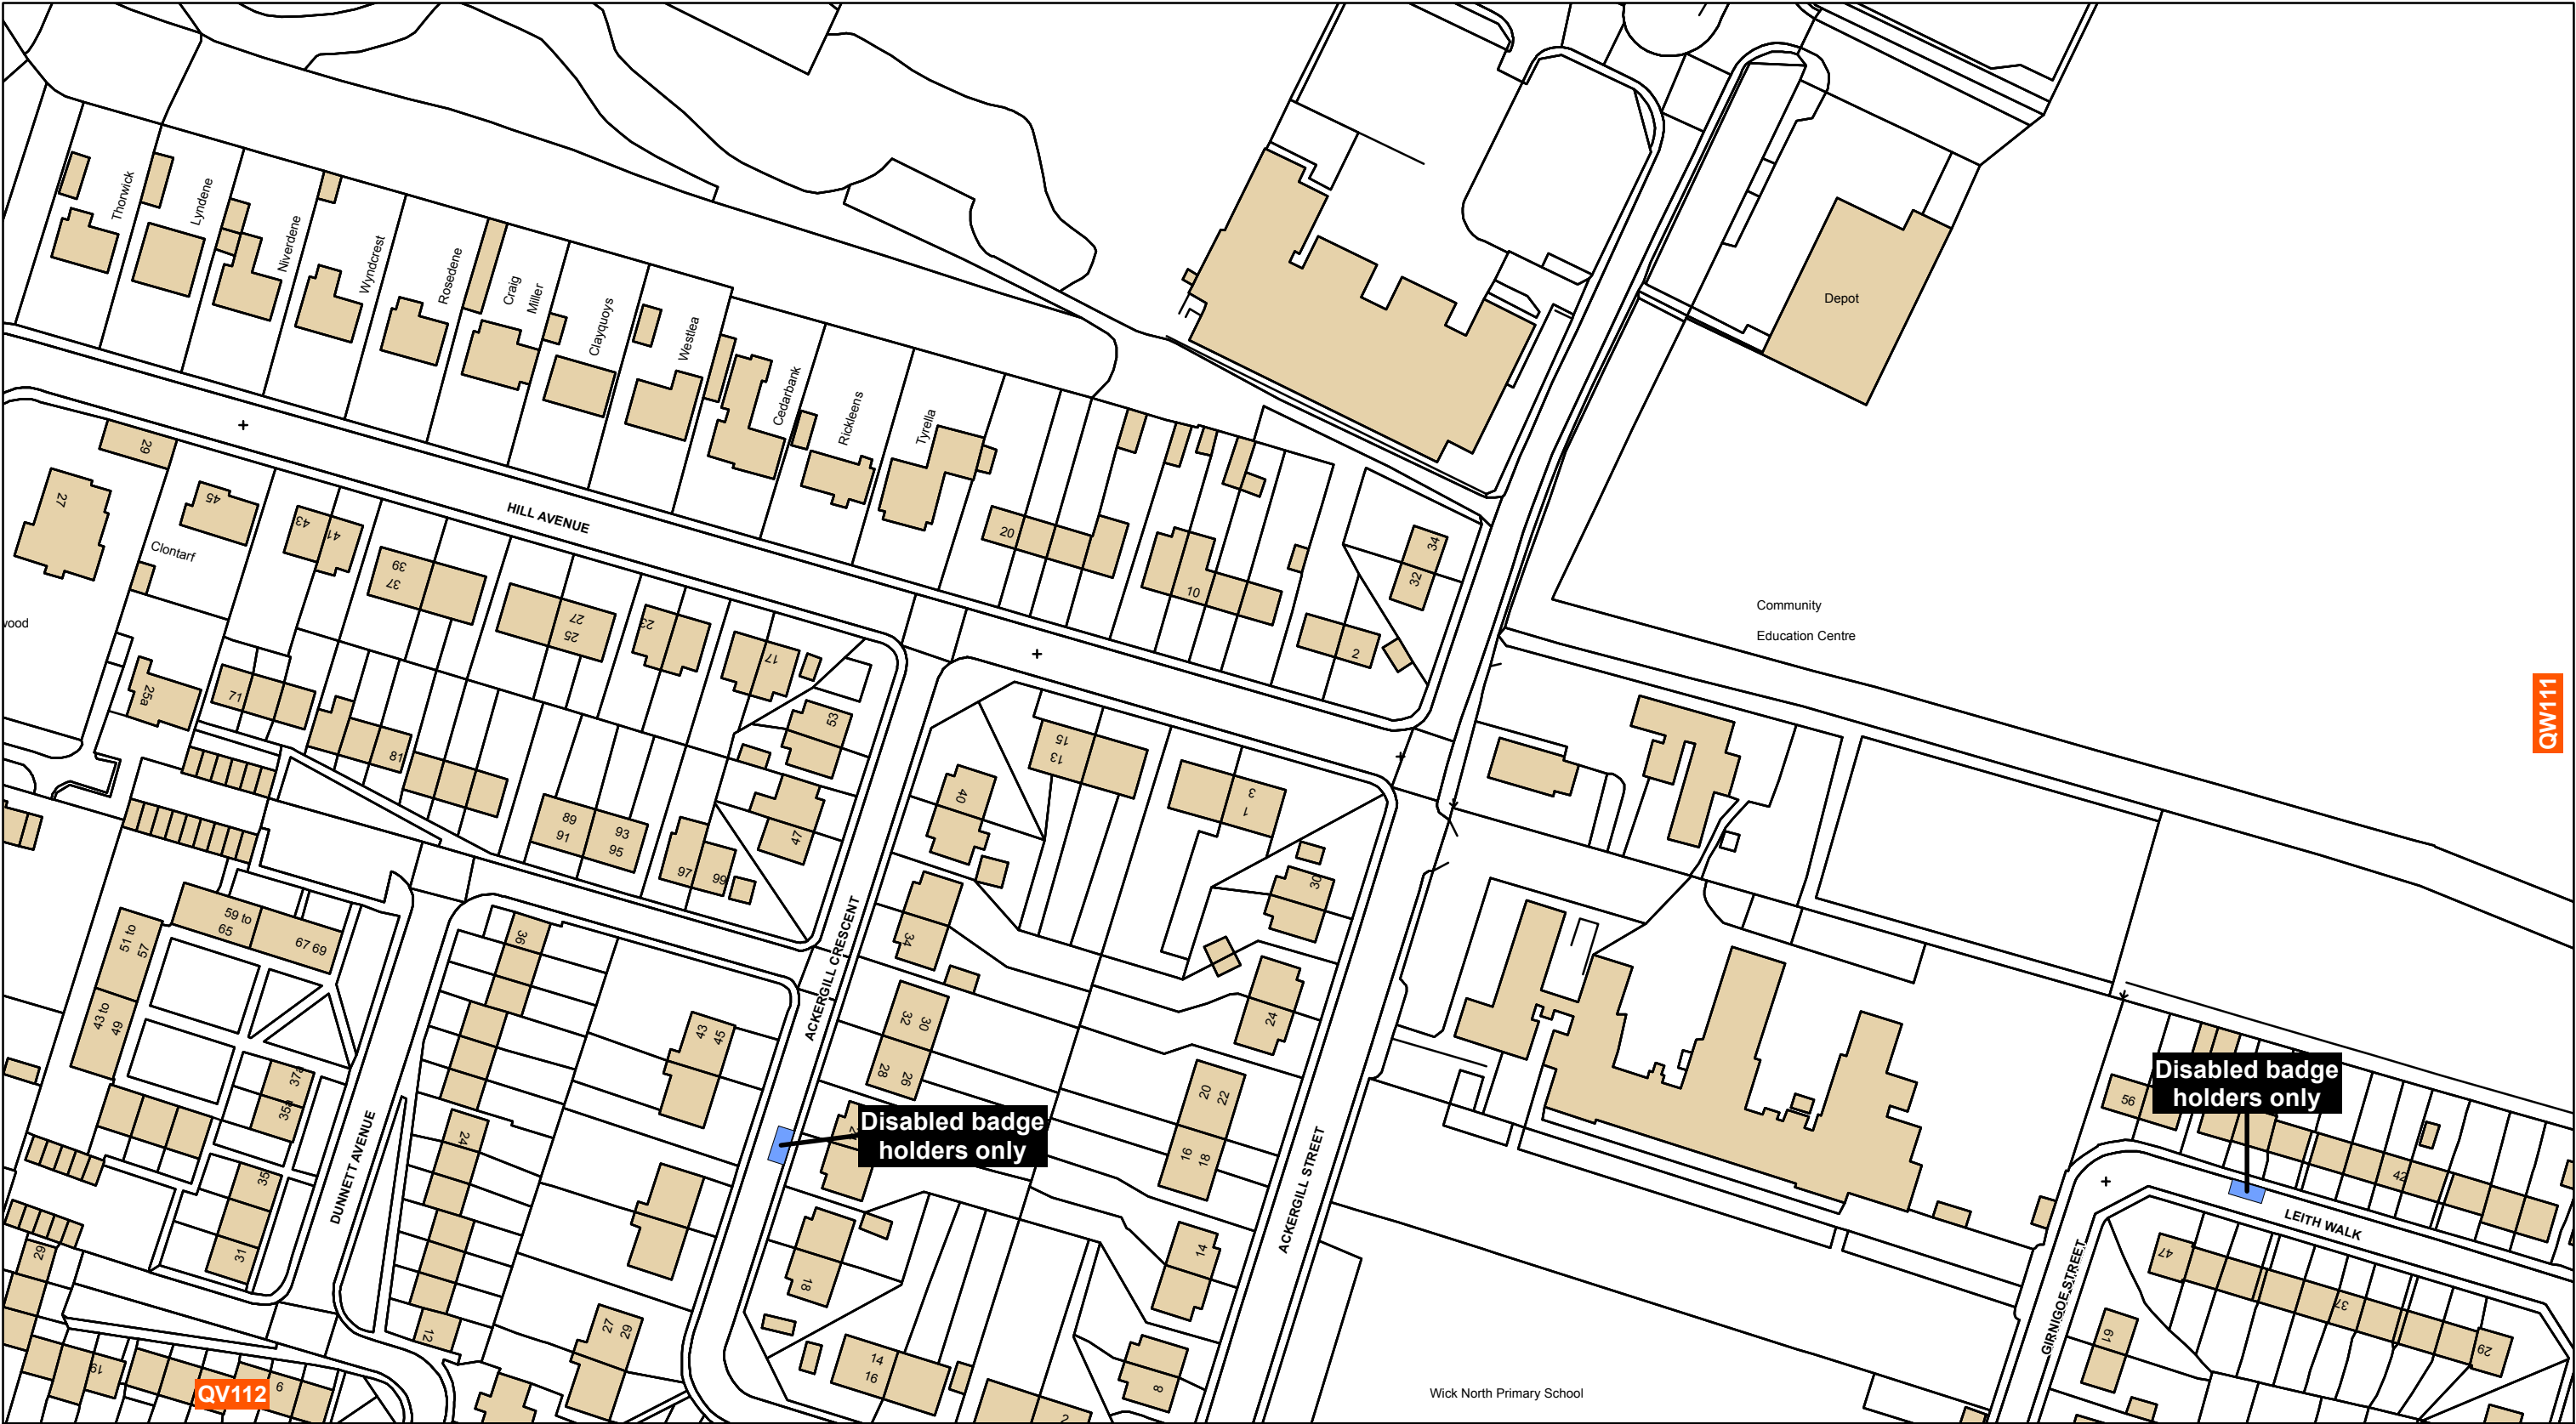 Thorwick
Lyndene
Niverdene
Wyndcrest
Rosedene
Craig
Miller
Clayquoys
Westlea
Cedarbank
Rickleens
Tyrella
Depot
29
27
45
Clontarf
43
41
39
37
HILL AVENUE
27
25
23
17
20
10
2
34
32
Community
Education Centre
QW111
wood
25a
71
81
89
91
93
95
97
99
53
47
15
13
3
1
40
34
30
24
ACKERGILL CRESCENT
59 to
65
67 69
51 to
57
43 to
49
36
37a
35a
43
45
32
30
28
26
20
22
16
18
Disabled badge
holders only
Disabled badge
holders only
56
42
LEITH WALK
DUNNETT AVENUE
24
35
31
29
12
18
14
ACKERGILL STREET
GIRNIGOE STREET
47
37
29
61
27
29
14
16
8
2
19
9
QV112
Wick North Primary School